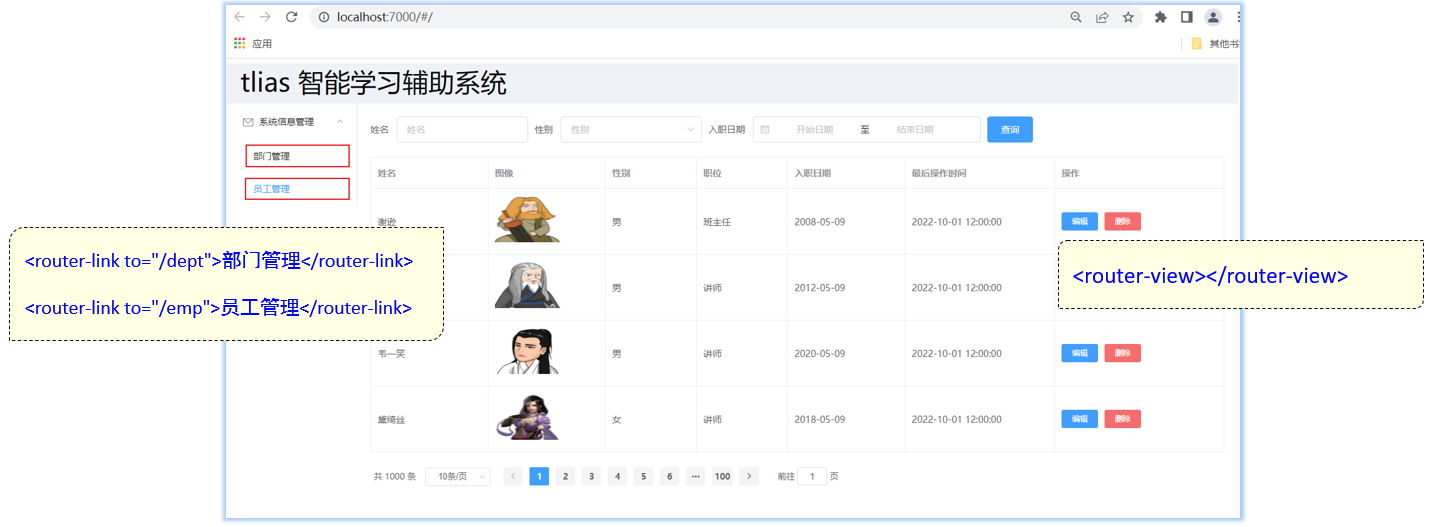 localhost:7000/#/
应用
其他书
tlias 智能学习辅助系统
系统信息管理
部门管理
员工管理
姓名 姓名 性别 性别 入职日期 开始日期 至 结束日期 查询
姓名 图像 性别 职位 入职日期 最后操作时间 操作
谢逊 男 班主任 2008-05-09 2022-10-01 12:00:00 编辑 删除
<router-link to="/dept">部门管理</router-link>
<router-link to="/emp">员工管理</router-link>
<router-view></router-view>
男 讲师 2012-05-09 2022-10-01 12:00:00
韦一笑 男 讲师 2020-05-09 2022-10-01 12:00:00 编辑 删除
黛绮丝 女 讲师 2018-05-09 2022-10-01 12:00:00 编辑 删除
共 1000 条 10条/页 1 2 3 4 5 6 ··· 100 前往 1 页